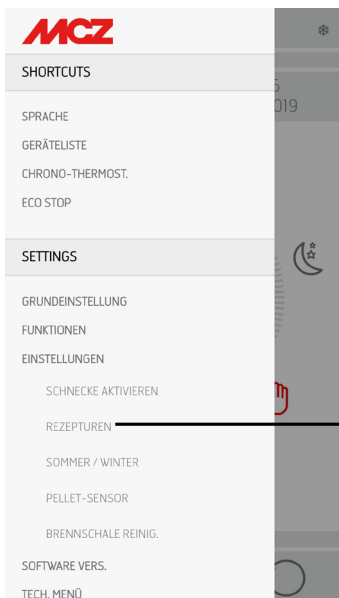 MCZ
SHORTCUTS
SPRACHE
GERÄTELISTE
CHRONO-THERMOST.
ECO STOP
SETTINGS
GRUNDEINSTELLUNG
FUNKTIONEN
EINSTELLUNGEN
SCHNECKE AKTIVIEREN
REZEPTUREN
SOMMER / WINTER
PELLET-SENSOR
BRENNSCHALE REINIG.
SOFTWARE VERS.
TECH. MENÜ